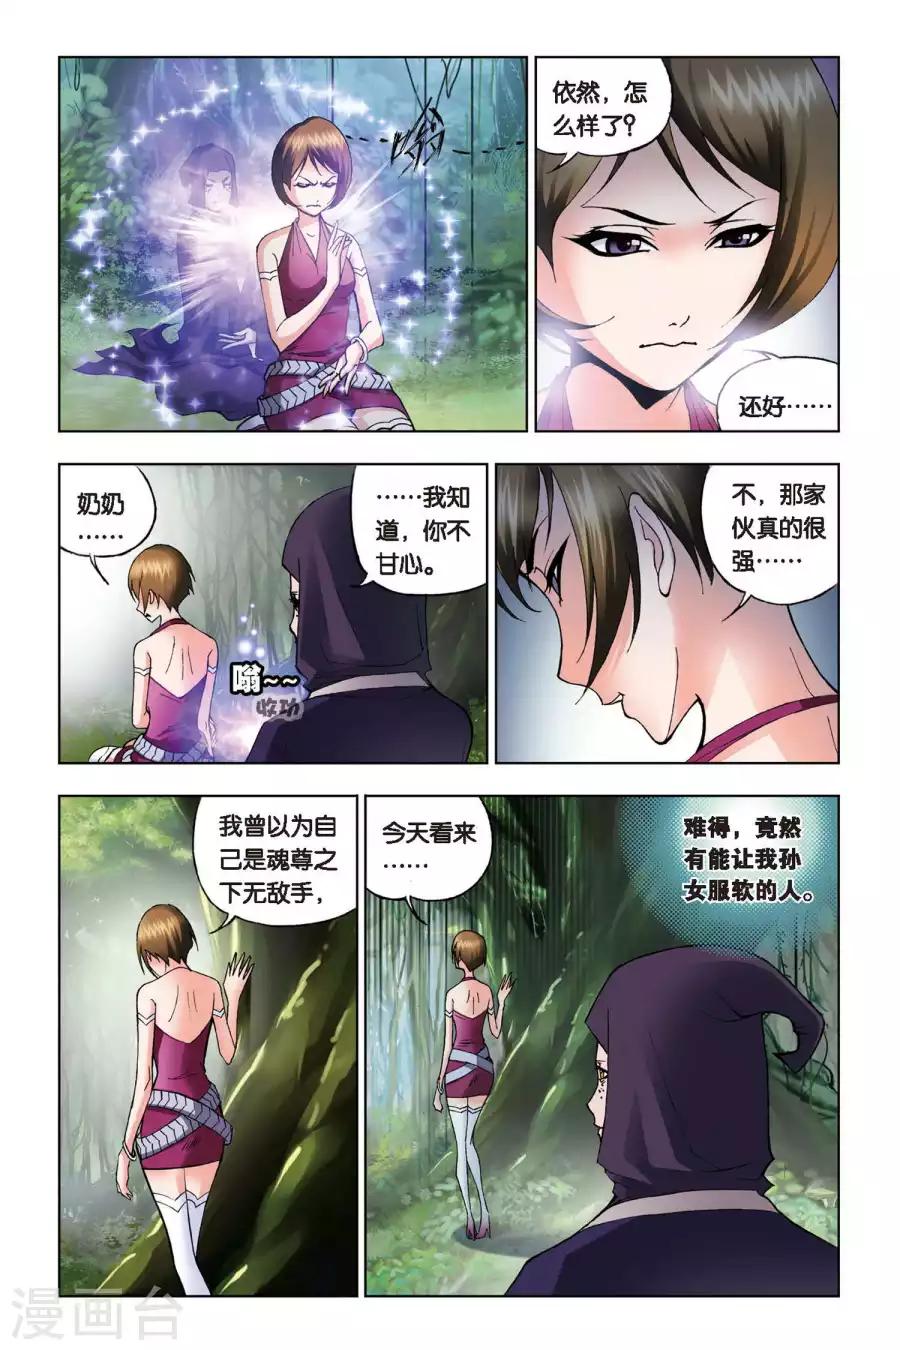 嗡
依然，怎
么样了？
还好……
奶奶
……
……我知
道，你不
甘心。
嗡~~
收功
不，那家
伙真的很
强……
我曾以为自
己是魂尊之
下无敌手，
今天看来
……
难得，竟然
有能让我孙
女服软的人。
漫画台